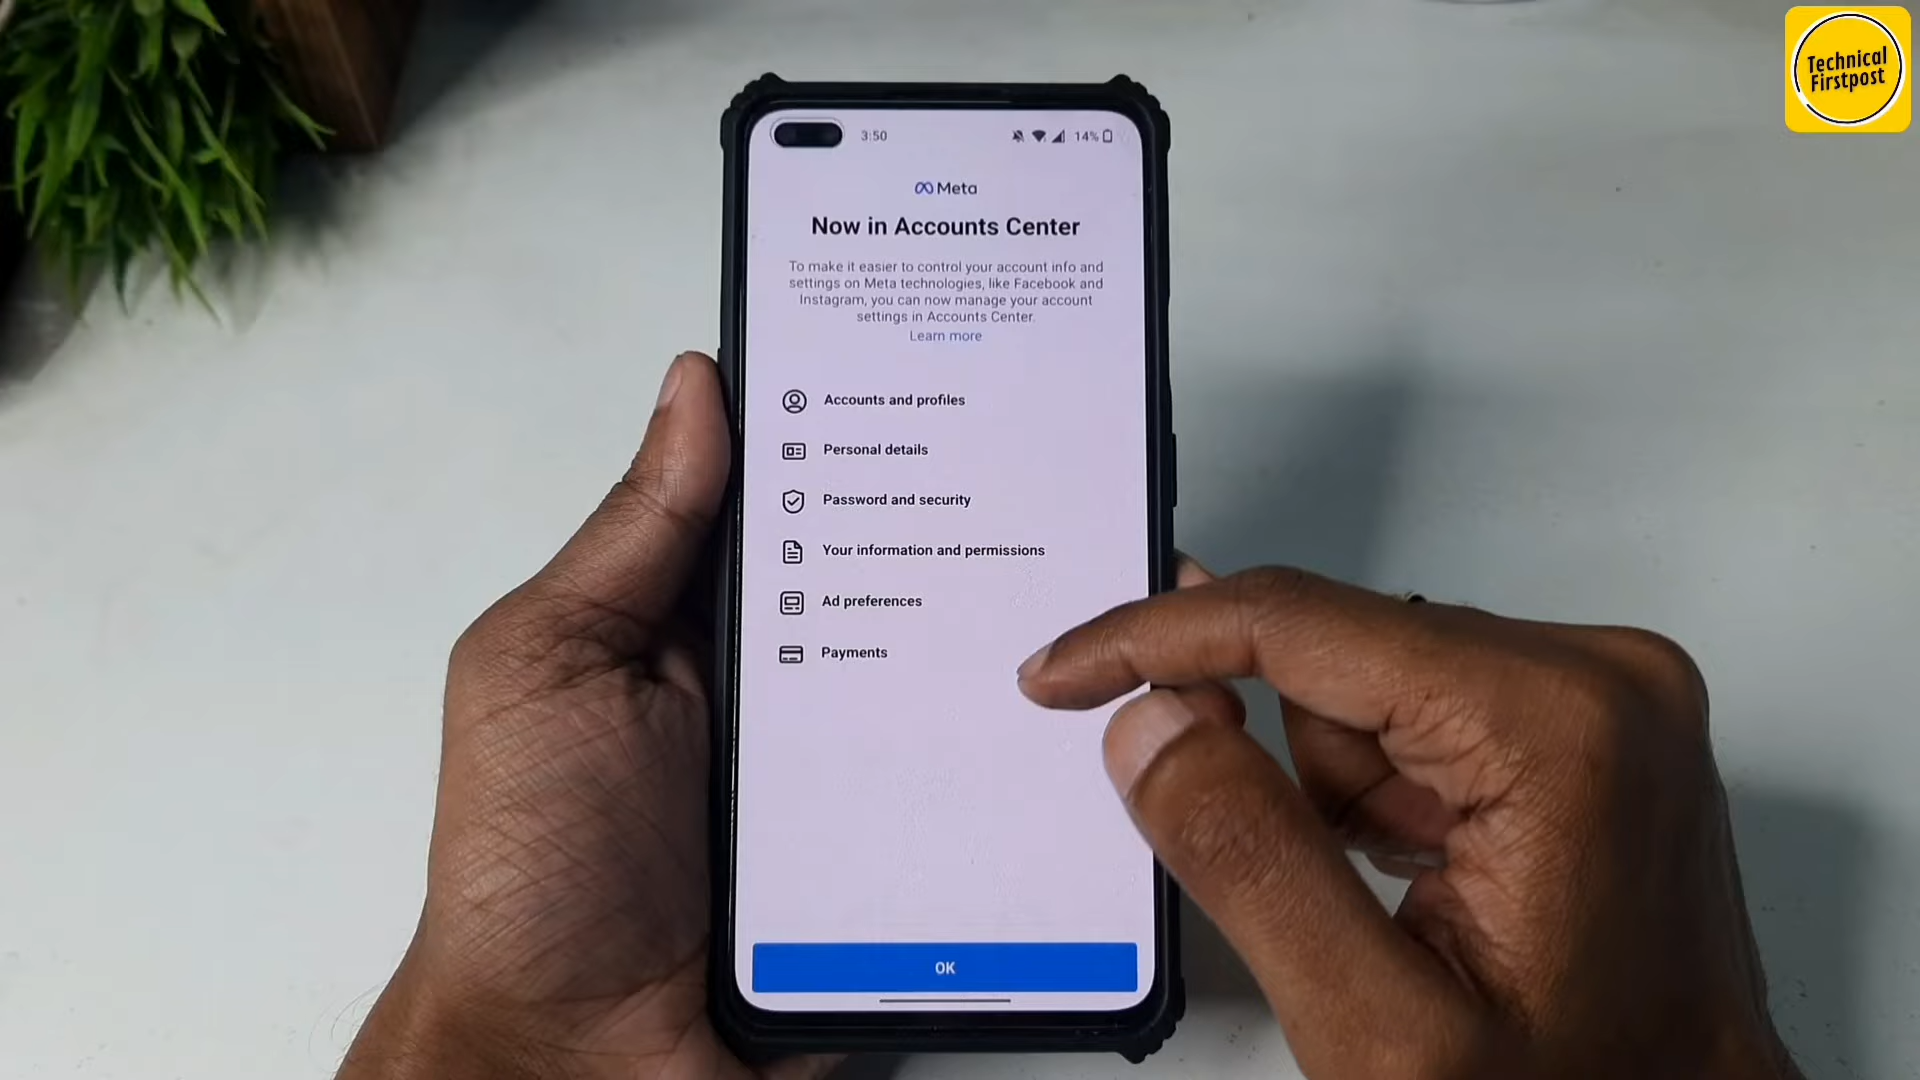 Technical
Firstpost
3:50
14%
Meta
Now in Accounts Center
To make it easier to control your account info and
settings on Meta technologies, like Facebook and
Instagram, you can now manage your account
settings in Accounts Center.
Learn more
Accounts and profiles
Personal details
Password and security
Your information and permissions
Ad preferences
Payments
OK